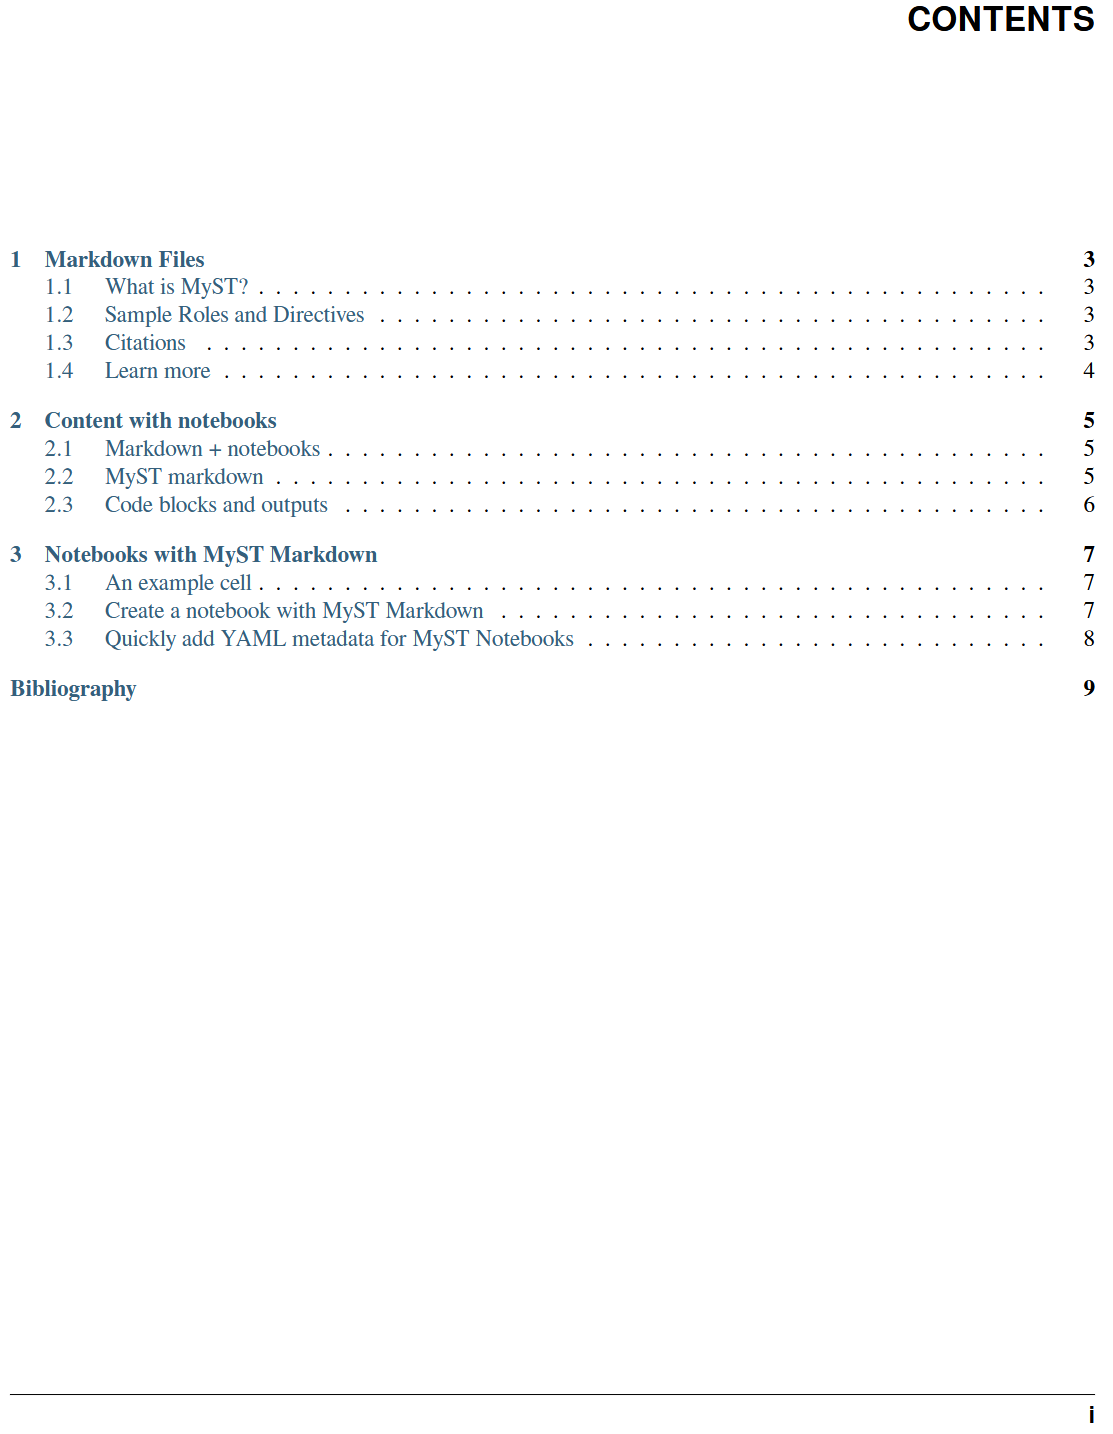 CONTENTS
1 Markdown Files 3
1.1 What is MyST? . . . . . . . . . . . . . . . . . . . . . . . . . . . . . . . . . . . . . . . . . . . . . . 3
1.2 Sample Roles and Directives . . . . . . . . . . . . . . . . . . . . . . . . . . . . . . . . . . . . . . . 3
1.3 Citations . . . . . . . . . . . . . . . . . . . . . . . . . . . . . . . . . . . . . . . . . . . . . . . . . 3
1.4 Learn more . . . . . . . . . . . . . . . . . . . . . . . . . . . . . . . . . . . . . . . . . . . . . . . . 4
2 Content with notebooks 5
2.1 Markdown + notebooks . . . . . . . . . . . . . . . . . . . . . . . . . . . . . . . . . . . . . . . . . . 5
2.2 MyST markdown . . . . . . . . . . . . . . . . . . . . . . . . . . . . . . . . . . . . . . . . . . . . . 5
2.3 Code blocks and outputs . . . . . . . . . . . . . . . . . . . . . . . . . . . . . . . . . . . . . . . . . 6
3 Notebooks with MyST Markdown 7
3.1 An example cell . . . . . . . . . . . . . . . . . . . . . . . . . . . . . . . . . . . . . . . . . . . . . . 7
3.2 Create a notebook with MyST Markdown . . . . . . . . . . . . . . . . . . . . . . . . . . . . . . . . 7
3.3 Quickly add YAML metadata for MyST Notebooks . . . . . . . . . . . . . . . . . . . . . . . . . . . 8
Bibliography 9
i